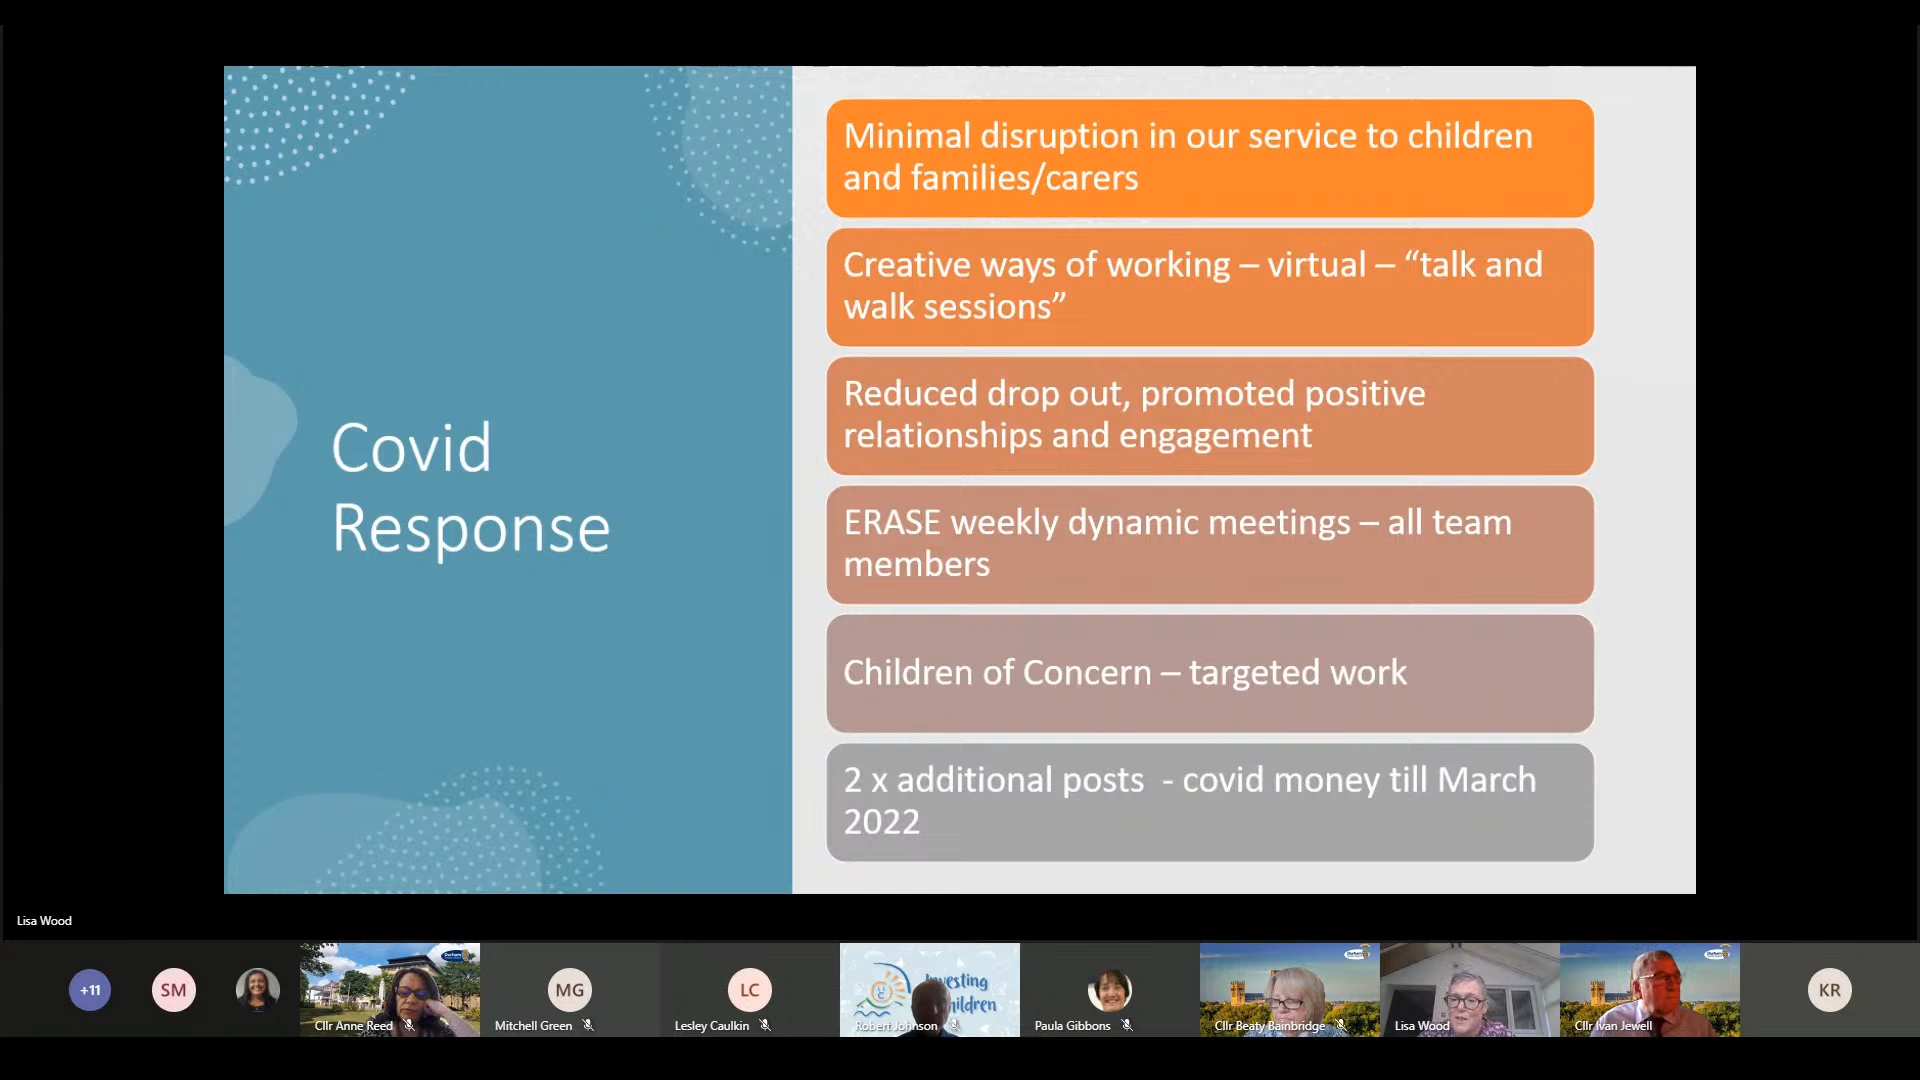 Covid
Response
Minimal disruption in our service to children
and families/carers
Creative ways of working – virtual – “talk and
walk sessions”
Reduced drop out, promoted positive
relationships and engagement
ERASE weekly dynamic meetings – all team
members
Children of Concern – targeted work
2 x additional posts  - covid money till March
2022
Lisa Wood
+11
SM
Cllr Anne Reed
MG
Mitchell Green
LC
Lesley Caulkin
Investing
Children
Robert Johnson
Paula Gibbons
Cllr Beaty Bainbridge
Lisa Wood
Cllr Ivan Jewell
KR